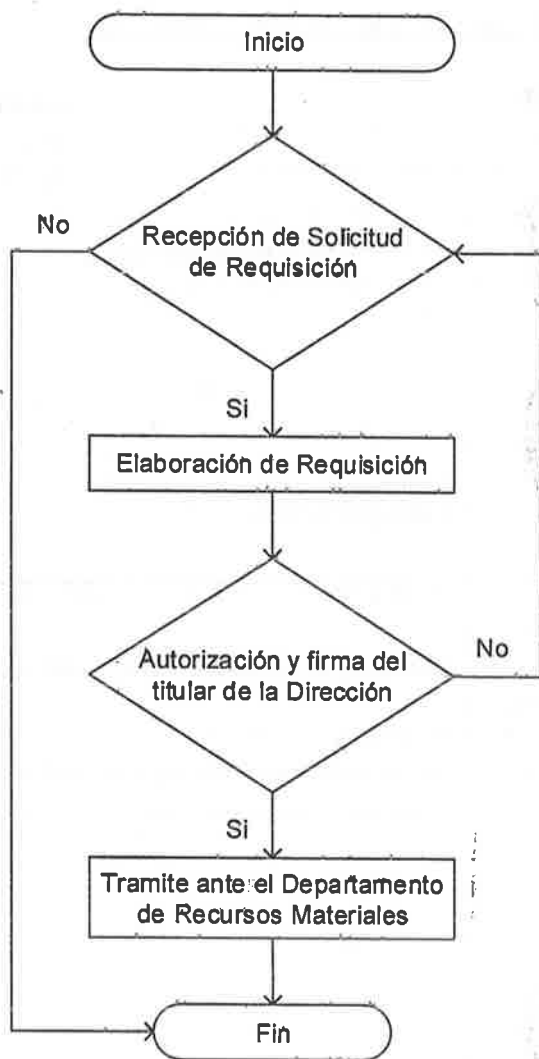 Inicio
No
Recepción de Solicitud
de Requisición
Si
Elaboración de Requisición
Autorización y firma del
titular de la Dirección
No
Si
Tramite ante el Departamento
de Recursos Materiales
Fin